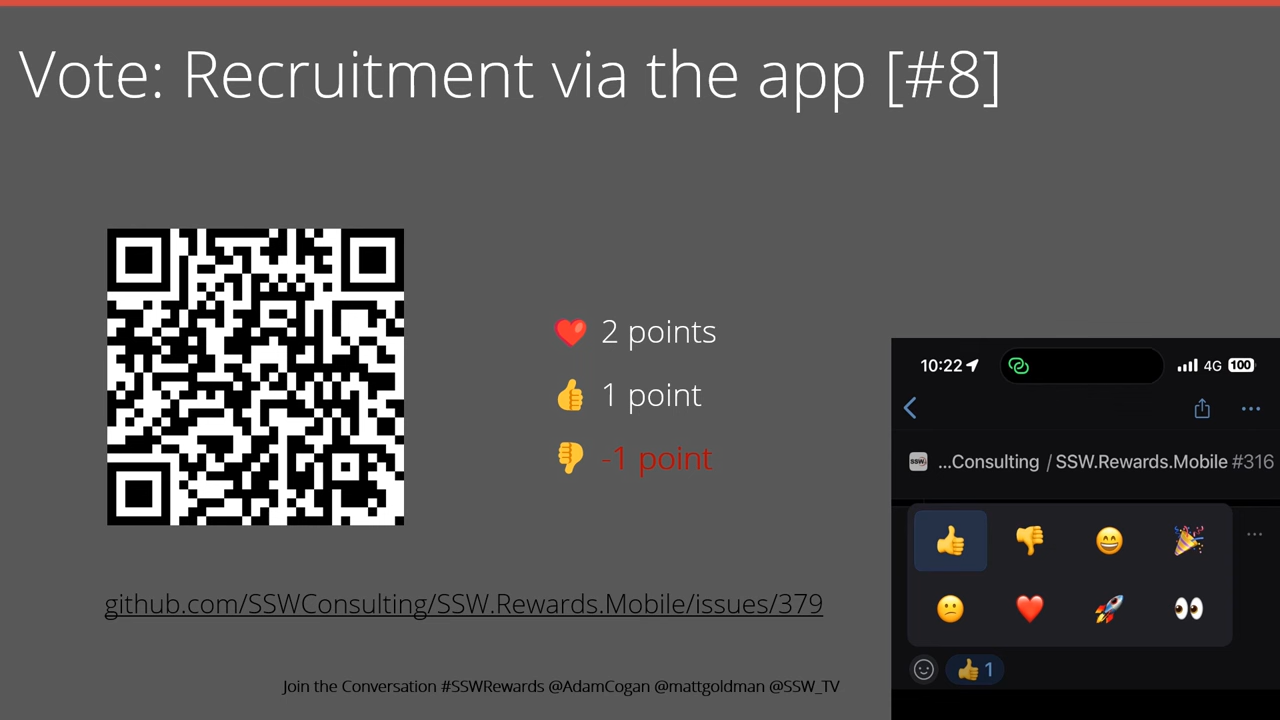 Vote: Recruitment via the app [#8]
2 points
1 point
-1 point
github.com/SSWConsulting/SSW.Rewards.Mobile/issues/379
Join the Conversation #SSWRewards @AdamCogan @mattgoldman @SSW_TV
10:22
4G
100
SSW
...Consulting / SSW.Rewards.Mobile #316
1